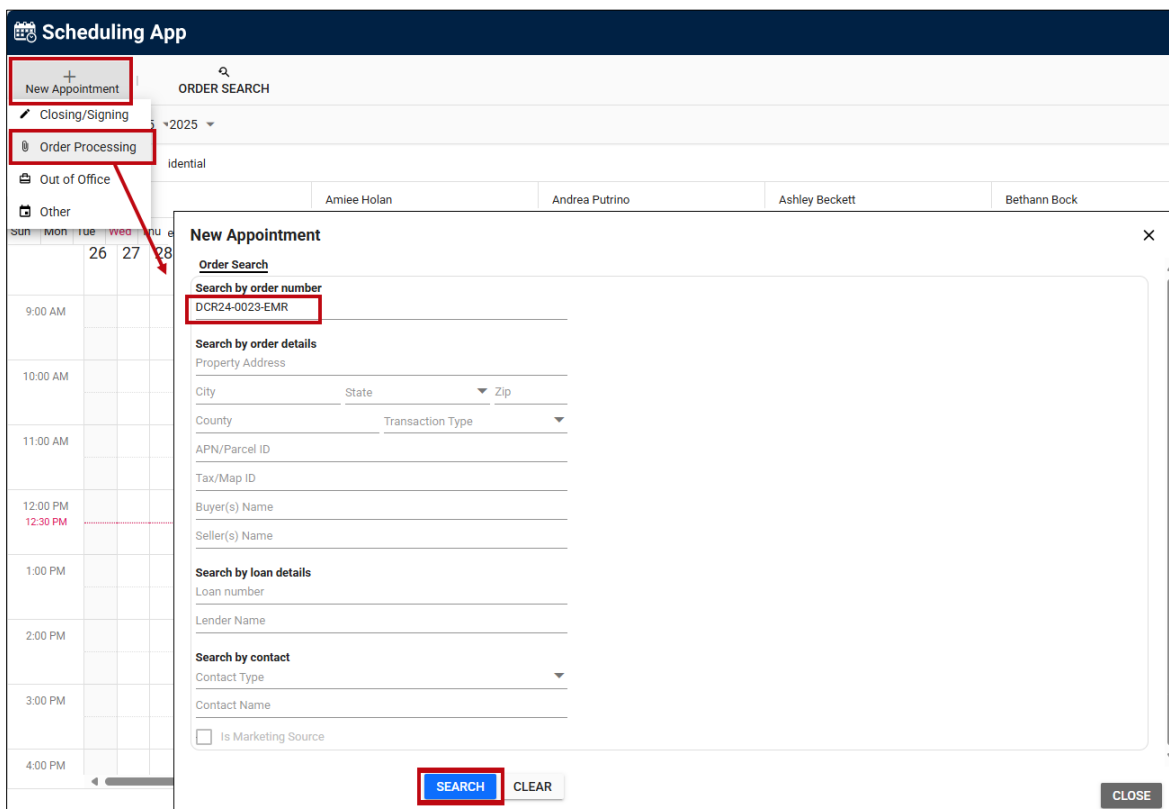 Scheduling App
New Appointment
ORDER SEARCH
Closing/Signing
2025
Order Processing
idential
Out of Office
Amiee Holan Andrea Putrino Ashley Beckett Bethann Bock
Other
Sun Mon Tue Wed
26 27 28
New Appointment
Order Search
Search by order number
DCR24-0023-EMR
Search by order details
Property Address
City State Zip
County Transaction Type
APN/Parcel ID
Tax/Map ID
Buyer(s) Name
Seller(s) Name
Search by loan details
Loan number
Lender Name
Search by contact
Contact Type
Contact Name
Is Marketing Source
SEARCH CLEAR
CLOSE
9:00 AM
10:00 AM
11:00 AM
12:00 PM
12:30 PM
1:00 PM
2:00 PM
3:00 PM
4:00 PM